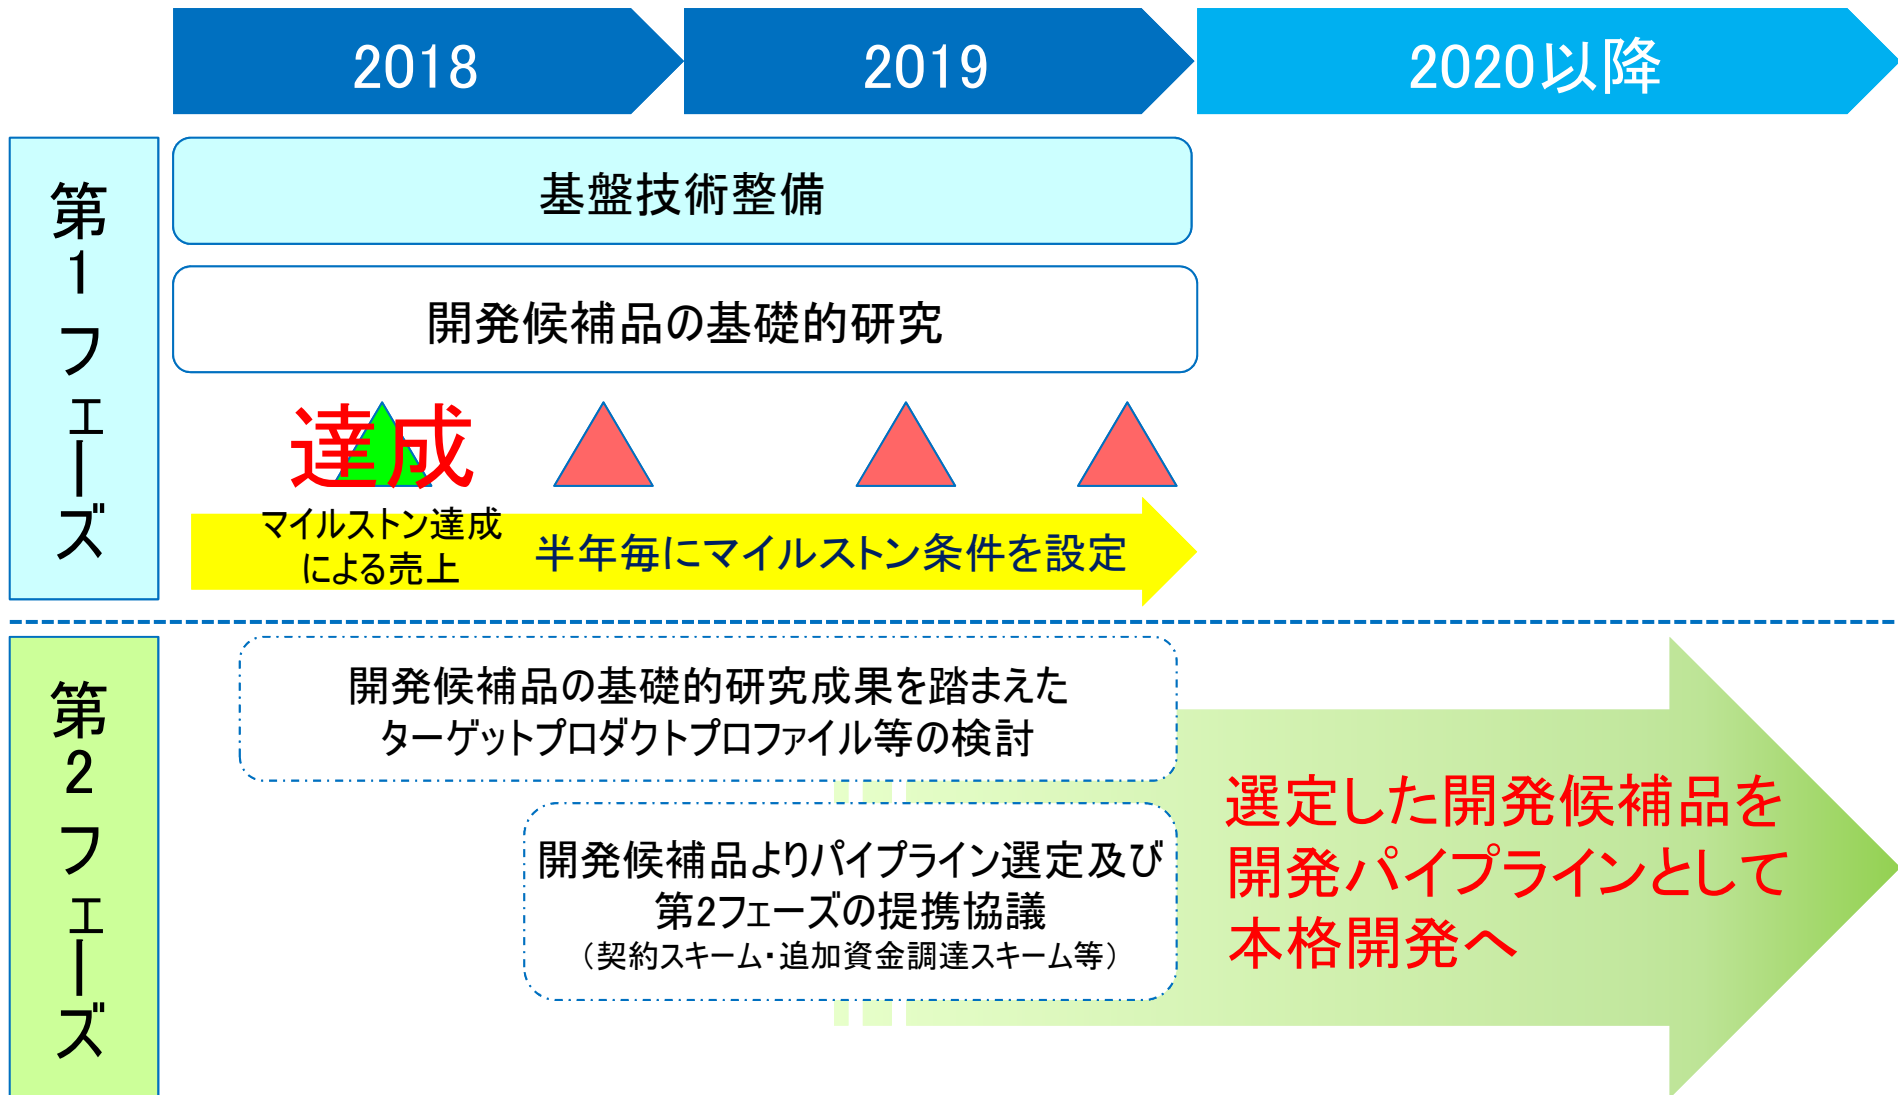 2018
2019
2020以降
第1フェーズ
基盤技術整備
開発候補品の基礎的研究
達成
マイルストン達成
による売上
半年毎にマイルストン条件を設定
第2フェーズ
開発候補品の基礎的研究成果を踏まえた
ターゲットプロダクトプロファイル等の検討
開発候補品よりパイプライン選定及び
第2フェーズの提携協議
（契約スキーム・追加資金調達スキーム等）
選定した開発候補品を
開発パイプラインとして
本格開発へ